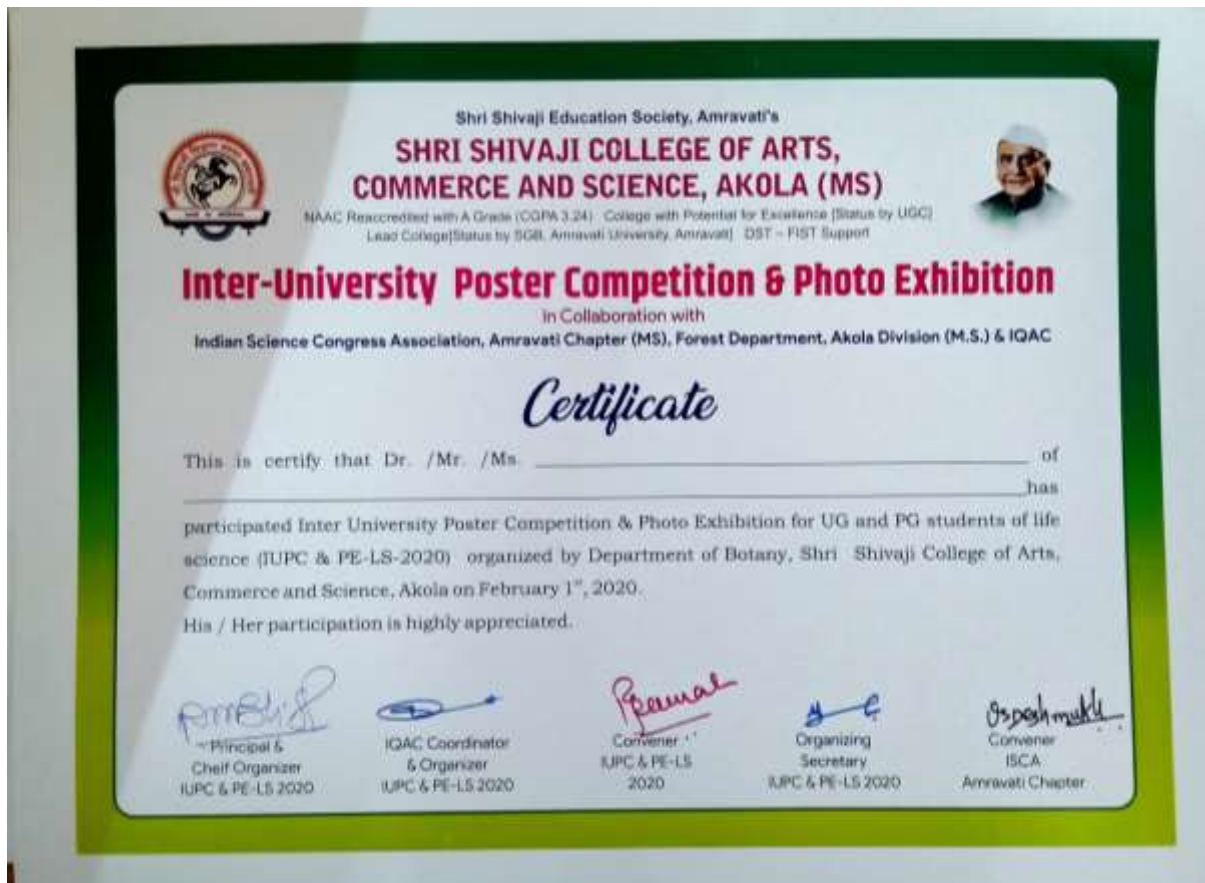 Shri Shivaji Education Society, Amravati's
SHRI SHIVAJI COLLEGE OF ARTS,
COMMERCE AND SCIENCE, AKOLA (MS)
NAAC Reaccredited with A Grade (CGPA 3.24) College with Potential for Excellence [Status by UGC]
Lead College[Status by SGB. Amravati University, Amravati] DST – FIST Support
Inter-University Poster Competition & Photo Exhibition
in Collaboration with
Indian Science Congress Association, Amravati Chapter (MS), Forest Department, Akola Division (M.S.) & IQAC
Certificate
This is certify that Dr. /Mr. /Ms. of
has
participated Inter University Poster Competition & Photo Exhibition for UG and PG students of life
science (IUPC & PE-LS-2020) organized by Department of Botany, Shri Shivaji College of Arts,
Commerce and Science, Akola on February 1st, 2020.
His / Her participation is highly appreciated.
Principal &
Cheif Organizer
IUPC & PE-LS 2020
IQAC Coordinator
& Organizer
IUPC & PE-LS 2020
Convener
IUPC & PE-LS
2020
Organizing
Secretary
IUPC & PE-LS 2020
Ospeshmukh
Convener
ISCA
Amravati Chapter